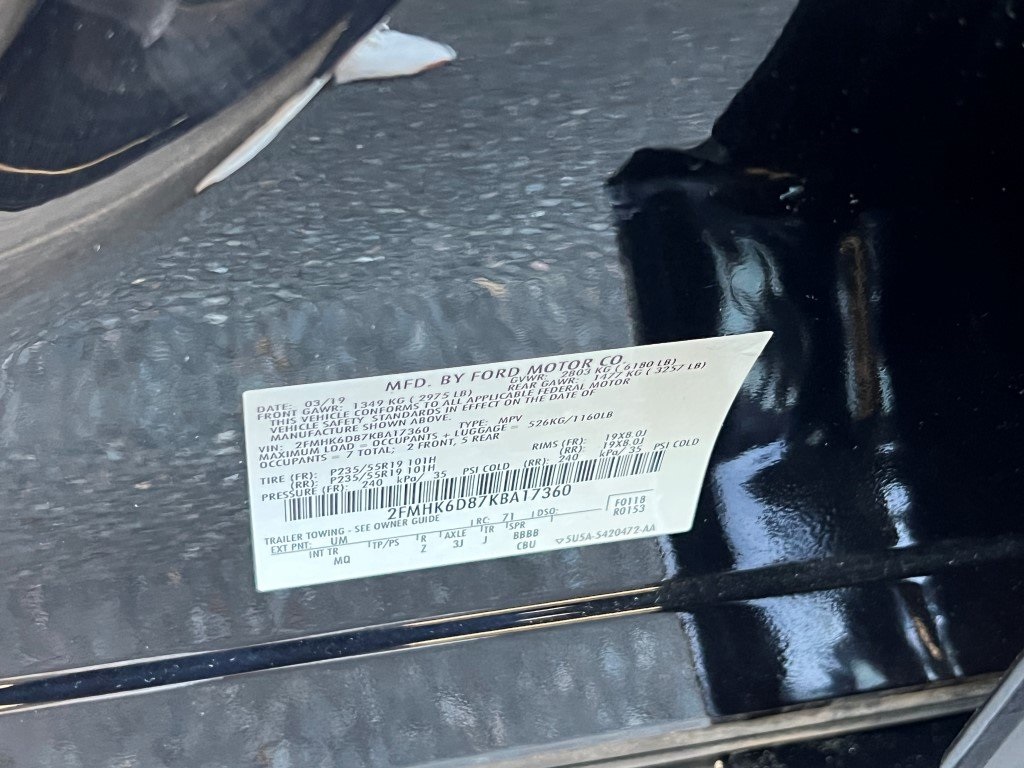 MFD. BY FORD MOTOR CO.
DATE: 03/19 GVWR: 2803 KG ( 6180 LB)
FRONT GAWR: 1349 KG ( 2975 LB) REAR GAWR: 1477 KG ( 3257 LB)
THIS VEHICLE CONFORMS TO ALL APPLICABLE FEDERAL MOTOR
VEHICLE SAFETY STANDARDS IN EFFECT ON THE DATE OF
MANUFACTURE SHOWN ABOVE.
VIN: 2FMHK6D87KBA17360 TYPE: MPV
MAXIMUM LOAD = OCCUPANTS + LUGGAGE = 526KG/1160LB
OCCUPANTS = 7 TOTAL; 2 FRONT, 5 REAR
TIRE (FR): P235/55R19 101H RIMS (FR): 19X8.0J
(RR): P235/55R19 101H (RR): 19X8.0J
PRESSURE (FR): 240 kPa/ 35 PSI COLD (RR): 240 kPa/ 35 PSI COLD
2FMHK6D87KBA17360
F0118
R0153
TRAILER TOWING - SEE OWNER GUIDE LRC: 71 DSO:
EXT PNT: UM TP/PS R AXLE TR SPR
INT TR Z 3J J BBBB
MQ CBU 5U5A-5420472-AA